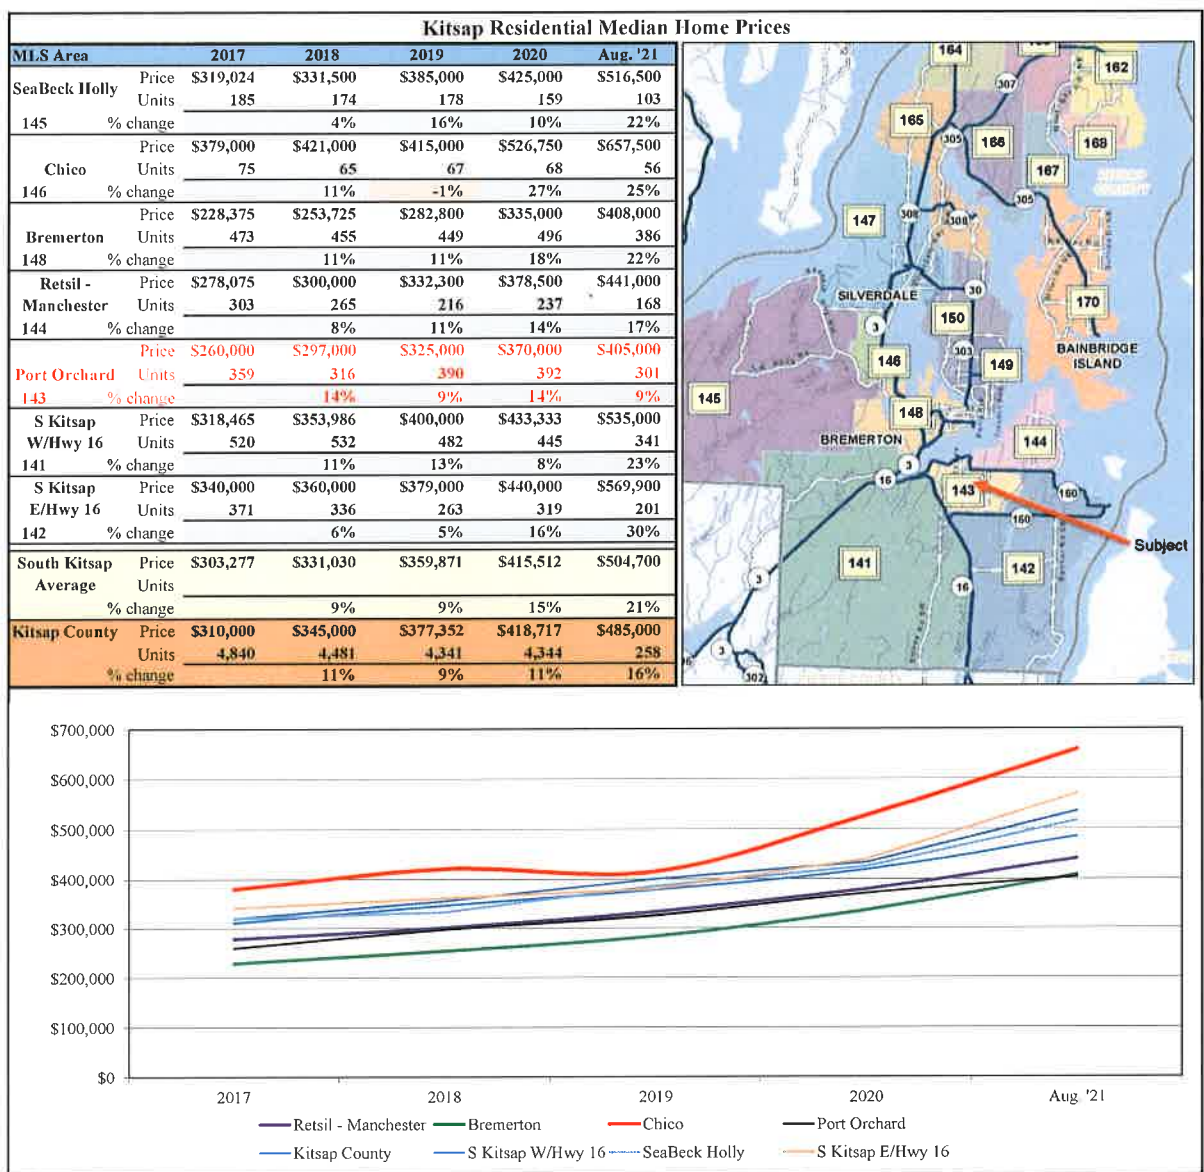 Kitsap Residential Median Home Prices
MLS Area 2017 2018 2019 2020 Aug. '21
SeaBeck Holly Price $319,024 $331,500 $385,000 $425,000 $516,500
Units 185 174 178 159 103
145 % change 4% 16% 10% 22%
Price $379,000 $421,000 $415,000 $526,750 $657,500
Chico Units 75 65 67 68 56
146 % change 11% -1% 27% 25%
Price $228,375 $253,725 $282,800 $335,000 $408,000
Bremerton Units 473 455 449 496 386
148 % change 11% 11% 18% 22%
Retsil - Price $278,075 $300,000 $332,300 $378,500 $441,000
Manchester Units 303 265 216 237 168
144 % change 8% 11% 14% 17%
Price $260,000 $297,000 $325,000 $370,000 $405,000
Port Orchard Units 359 316 390 392 301
143 % change 14% 9% 14% 9%
S Kitsap Price $318,465 $353,986 $400,000 $433,333 $535,000
W/Hwy 16 Units 520 532 482 445 341
141 % change 11% 13% 8% 23%
S Kitsap Price $340,000 $360,000 $379,000 $440,000 $569,900
E/Hwy 16 Units 371 336 263 319 201
142 % change 6% 5% 16% 30%
South Kitsap Price $303,277 $331,030 $359,871 $415,512 $504,700
Average Units
% change 9% 9% 15% 21%
Kitsap County Price $310,000 $345,000 $377,352 $418,717 $485,000
Units 4,840 4,481 4,341 4,344 258
% change 11% 9% 11% 16%
164
162
307
165
305
166
168
167
305
147
308
308
SILVERDALE
30
170
150
3
BAINBRIDGE
ISLAND
146
303
149
145
148
BREMERTON
144
3
16
143
160
160
Subject
141
142
3
16
3
302
$700,000
$600,000
$500,000
$400,000
$300,000
$200,000
$100,000
$0
2017 2018 2019 2020 Aug. '21
Retsil - Manchester Bremerton Chico Port Orchard
Kitsap County S Kitsap W/Hwy 16 SeaBeck Holly S Kitsap E/Hwy 16